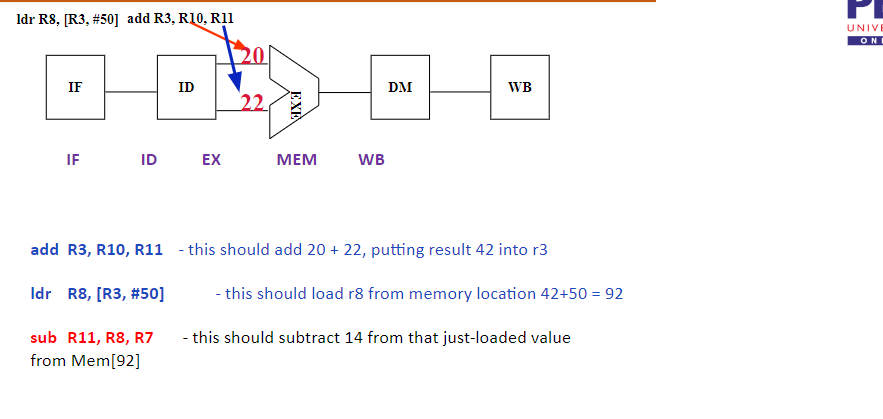 ldr R8, [R3, #50] add R3, R10, R11
20
IF
ID
EXE
DM
WB
22
IF ID EX MEM WB
add R3, R10, R11 - this should add 20 + 22, putting result 42 into r3
ldr R8, [R3, #50] - this should load r8 from memory location 42+50 = 92
sub R11, R8, R7 - this should subtract 14 from that just-loaded value
from Mem[92]